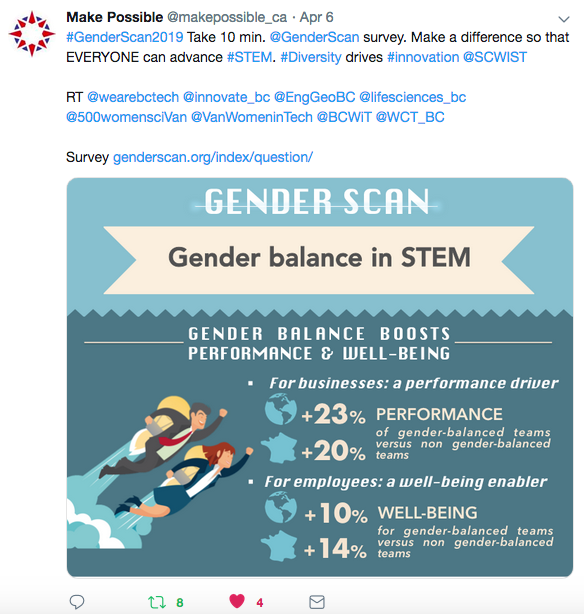 Make Possible @makepossible_ca · Apr 6
#GenderScan2019 Take 10 min. @GenderScan survey. Make a difference so that
EVERYONE can advance #STEM. #Diversity drives #innovation @SCWIST
RT @wearebctech @innovate_bc @EngGeoBC @lifesciences_bc
@500womensciVan @VanWomeninTech @BCWiT @WCT_BC
Survey genderscan.org/index/question/
GENDER SCAN
Gender balance in STEM
GENDER BALANCE BOOSTS
PERFORMANCE & WELL-BEING
▪ For businesses: a performance driver
+23% PERFORMANCE
of gender-balanced teams
versus non gender-balanced
teams
+20%
▪ For employees: a well-being enabler
+10% WELL-BEING
for gender-balanced teams
versus non gender-balanced
teams
+14%
8 4